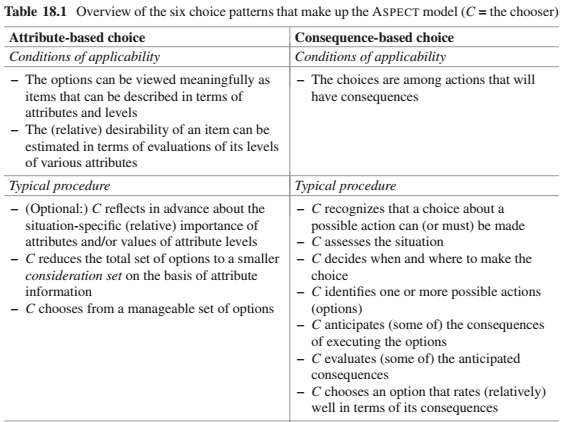 Table 18.1 Overview of the six choice patterns that make up the ASPECT model (C = the chooser)
Attribute-based choice
Conditions of applicability
– The options can be viewed meaningfully as
items that can be described in terms of
attributes and levels
– The (relative) desirability of an item can be
estimated in terms of evaluations of its levels
of various attributes
Typical procedure
– (Optional:) C reflects in advance about the
situation-specific (relative) importance of
attributes and/or values of attribute levels
– C reduces the total set of options to a smaller
consideration set on the basis of attribute
information
– C chooses from a manageable set of options
Consequence-based choice
Conditions of applicability
– The choices are among actions that will
have consequences
Typical procedure
– C recognizes that a choice about a
possible action can (or must) be made
– C assesses the situation
– C decides when and where to make the
choice
– C identifies one or more possible actions
(options)
– C anticipates (some of) the consequences
of executing the options
– C evaluates (some of) the anticipated
consequences
– C chooses an option that rates (relatively)
well in terms of its consequences